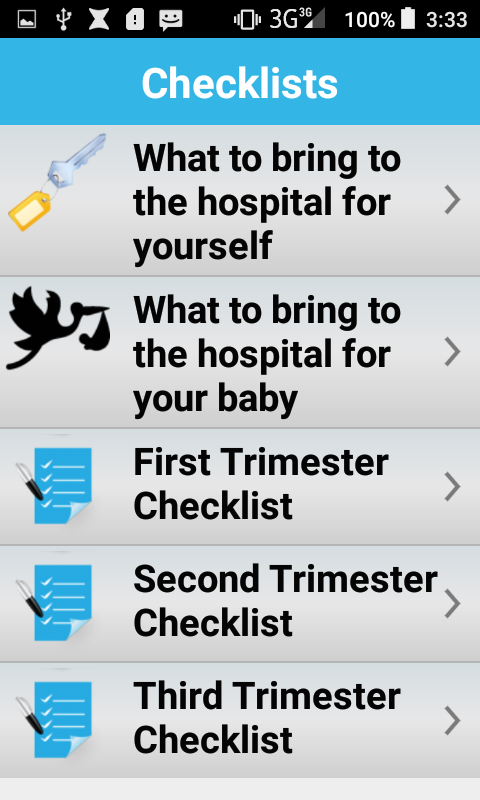 3G 3G 100% 3:33
Checklists
What to bring to
the hospital for
yourself
What to bring to
the hospital for
your baby
First Trimester
Checklist
Second Trimester
Checklist
Third Trimester
Checklist